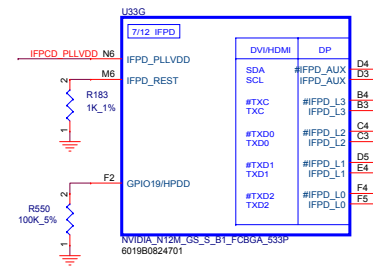 U33G
7/12 IFPD
DVI/HDMI DP
IFPCD_PLLVDD N6 IFPD_PLLVDD
M6 IFPD_REST
2
R183
1K_1%
1
SDA #IFPD_AUX D4
SCL IFPD_AUX D3
#TXC #IFPD_L3 B4
TXC IFPD_L3 B3
#TXD0 #IFPD_L2 C4
TXD0 IFPD_L2 C3
#TXD1 #IFPD_L1 D5
TXD1 IFPD_L1 E4
#TXD2 #IFPD_L0 F4
TXD2 IFPD_L0 F5
F2 GPIO19/HPDD
2
R550
100K_5%
1
NVIDIA_N12M_GS_S_B1_FCBGA_533P
6019B0824701